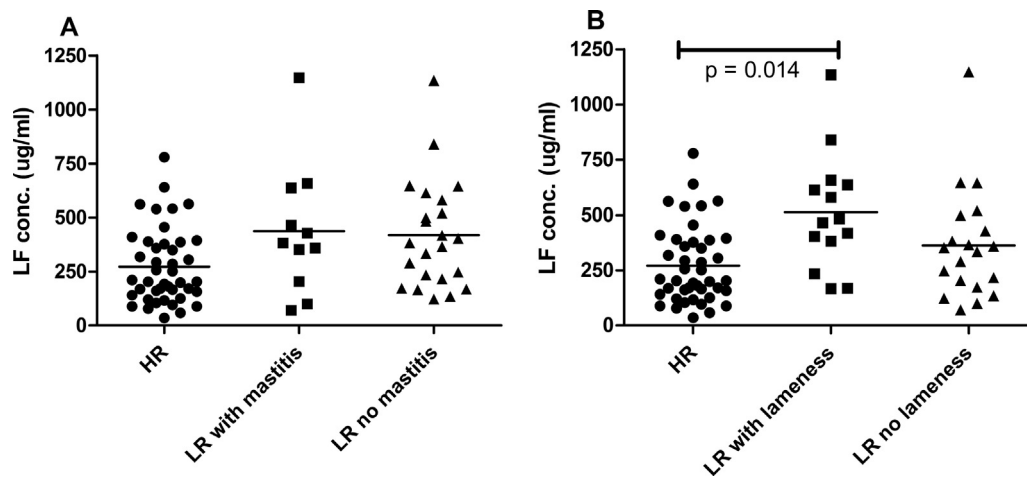 A
LF conc. (ug/ml)
1250
1000
750
500
250
0
HR
LR with mastitis
LR no mastitis
B
LF conc. (ug/ml)
1250
1000
750
500
250
0
p = 0.014
HR
LR with lameness
LR no lameness